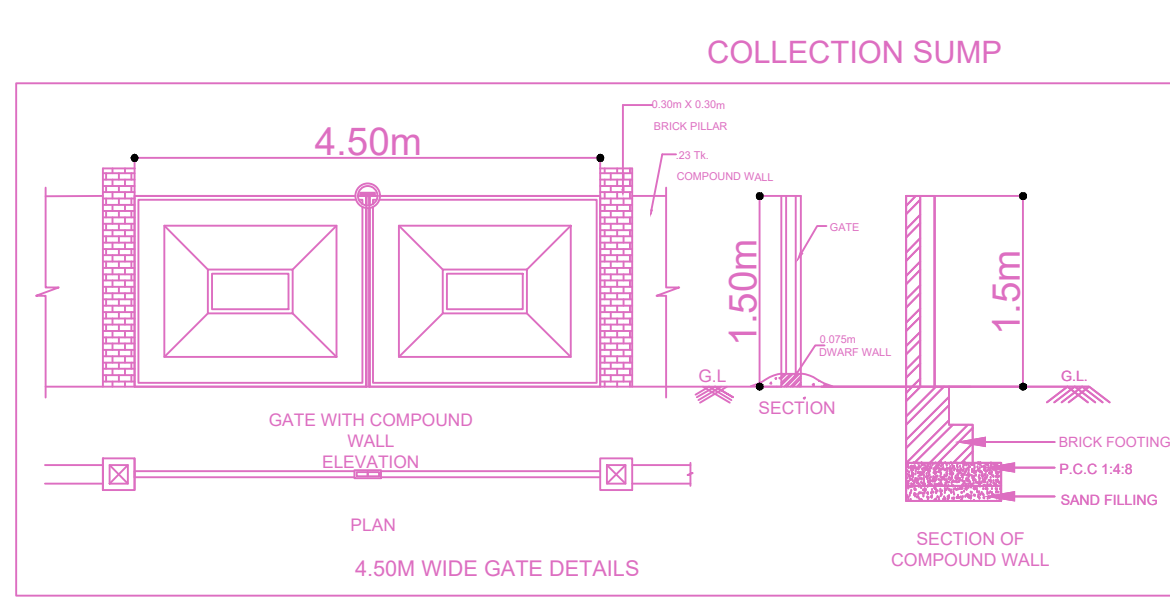 COLLECTION SUMP
4.50m
0.30m X 0.30m
BRICK PILLAR
.23 Tk.
COMPOUND WALL
GATE
1.50m
1.5m
0.075m
DWARF WALL
G.L
G.L.
SECTION
GATE WITH COMPOUND
WALL
ELEVATION
BRICK FOOTING
P.C.C 1:4:8
SAND FILLING
PLAN
SECTION OF
COMPOUND WALL
4.50M WIDE GATE DETAILS